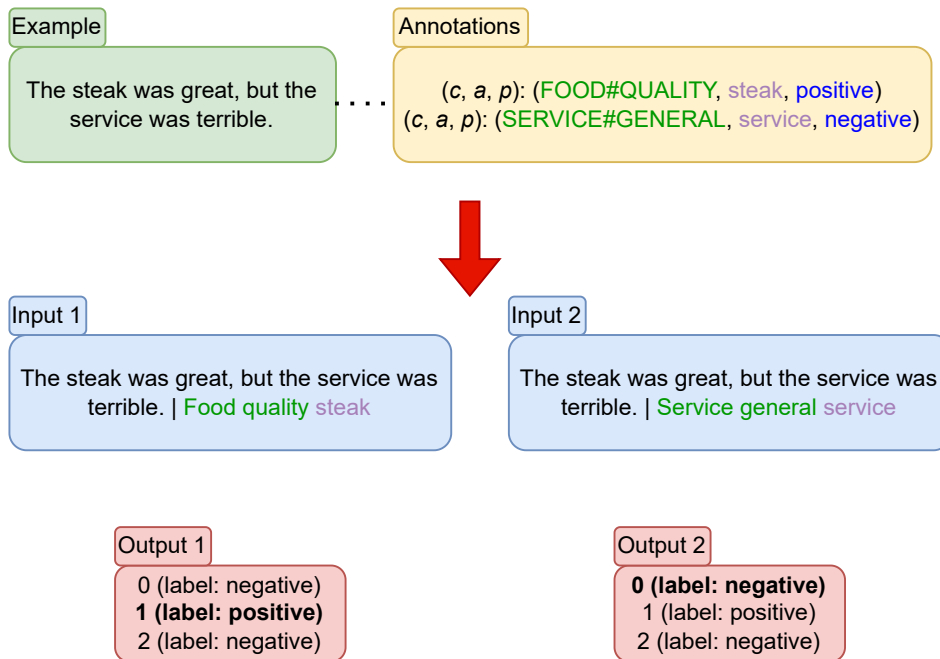 Example
The steak was great, but the
service was terrible.
Annotations
(c, a, p): (FOOD#QUALITY, steak, positive)
(c, a, p): (SERVICE#GENERAL, service, negative)
Input 1
The steak was great, but the service was
terrible. | Food quality steak
Input 2
The steak was great, but the service was
terrible. | Service general service
Output 1
0 (label: negative)
1 (label: positive)
2 (label: negative)
Output 2
0 (label: negative)
1 (label: positive)
2 (label: negative)